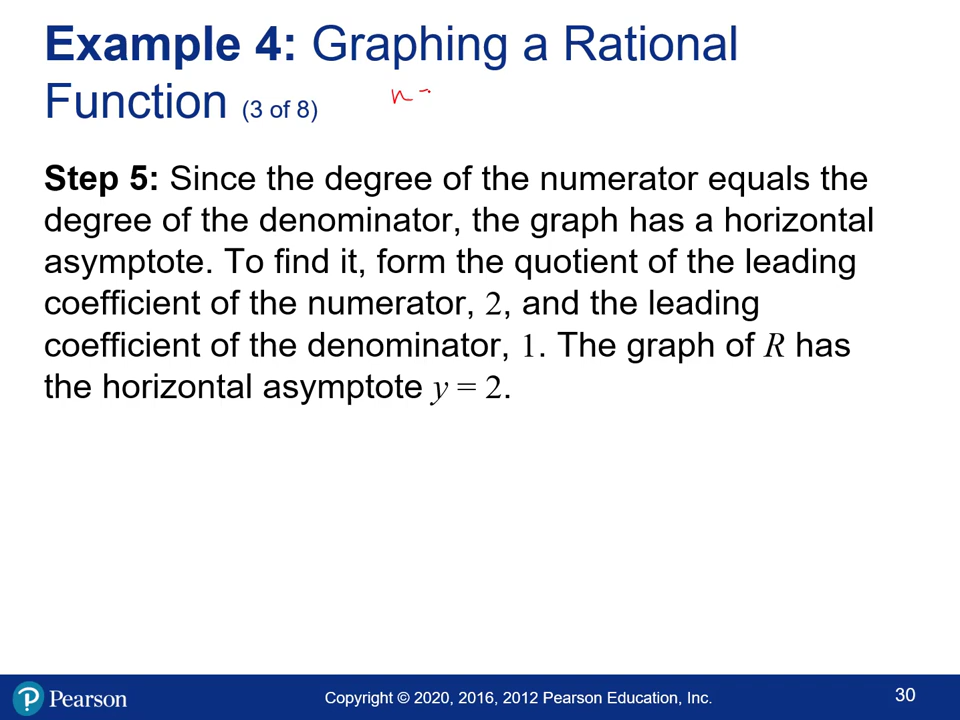 Example 4: Graphing a Rational
Function (3 of 8)
n =
Step 5: Since the degree of the numerator equals the
degree of the denominator, the graph has a horizontal
asymptote. To find it, form the quotient of the leading
coefficient of the numerator, 2, and the leading
coefficient of the denominator, 1. The graph of R has
the horizontal asymptote y = 2.
Pearson
Copyright © 2020, 2016, 2012 Pearson Education, Inc.
30